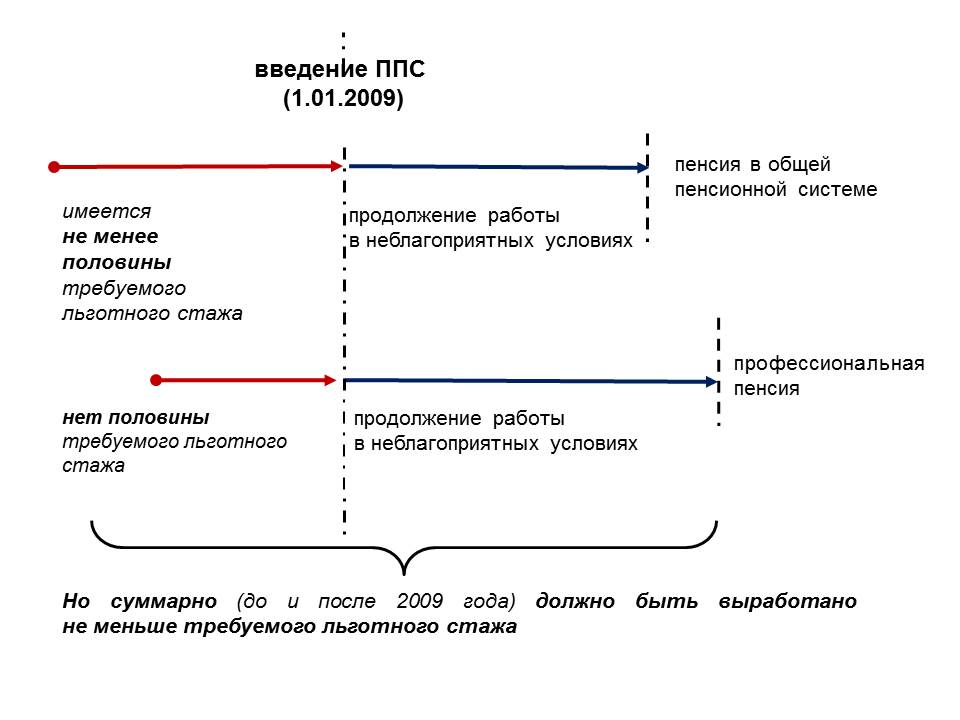 введение ППС
(1.01.2009)
пенсия в общей
пенсионной системе
имеется
не менее
половины
требуемого
льготного стажа
продолжение работы
в неблагоприятных условиях
профессиональная
пенсия
нет половины
требуемого льготного
стажа
продолжение работы
в неблагоприятных условиях
Но суммарно (до и после 2009 года) должно быть выработано
не меньше требуемого льготного стажа